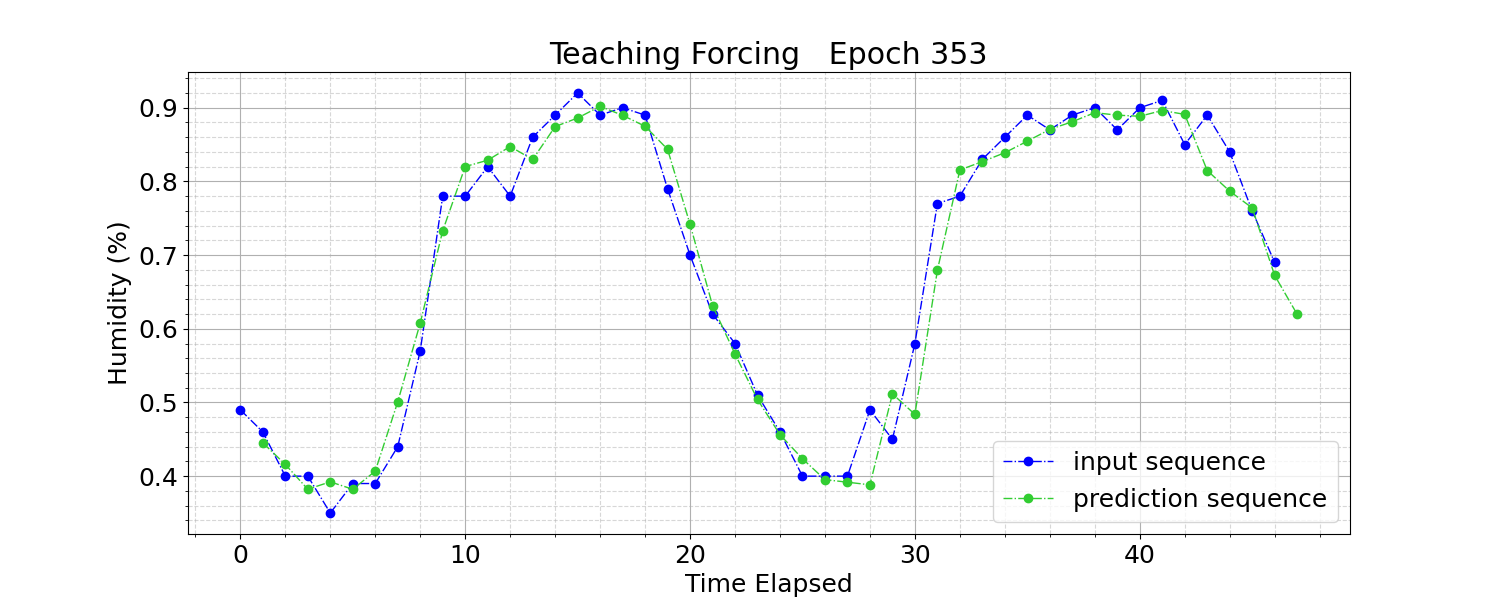 Teaching Forcing   Epoch 353
Humidity (%)
0.9
0.8
0.7
0.6
0.5
0.4
input sequence
prediction sequence
0 10 20 30 40
Time Elapsed